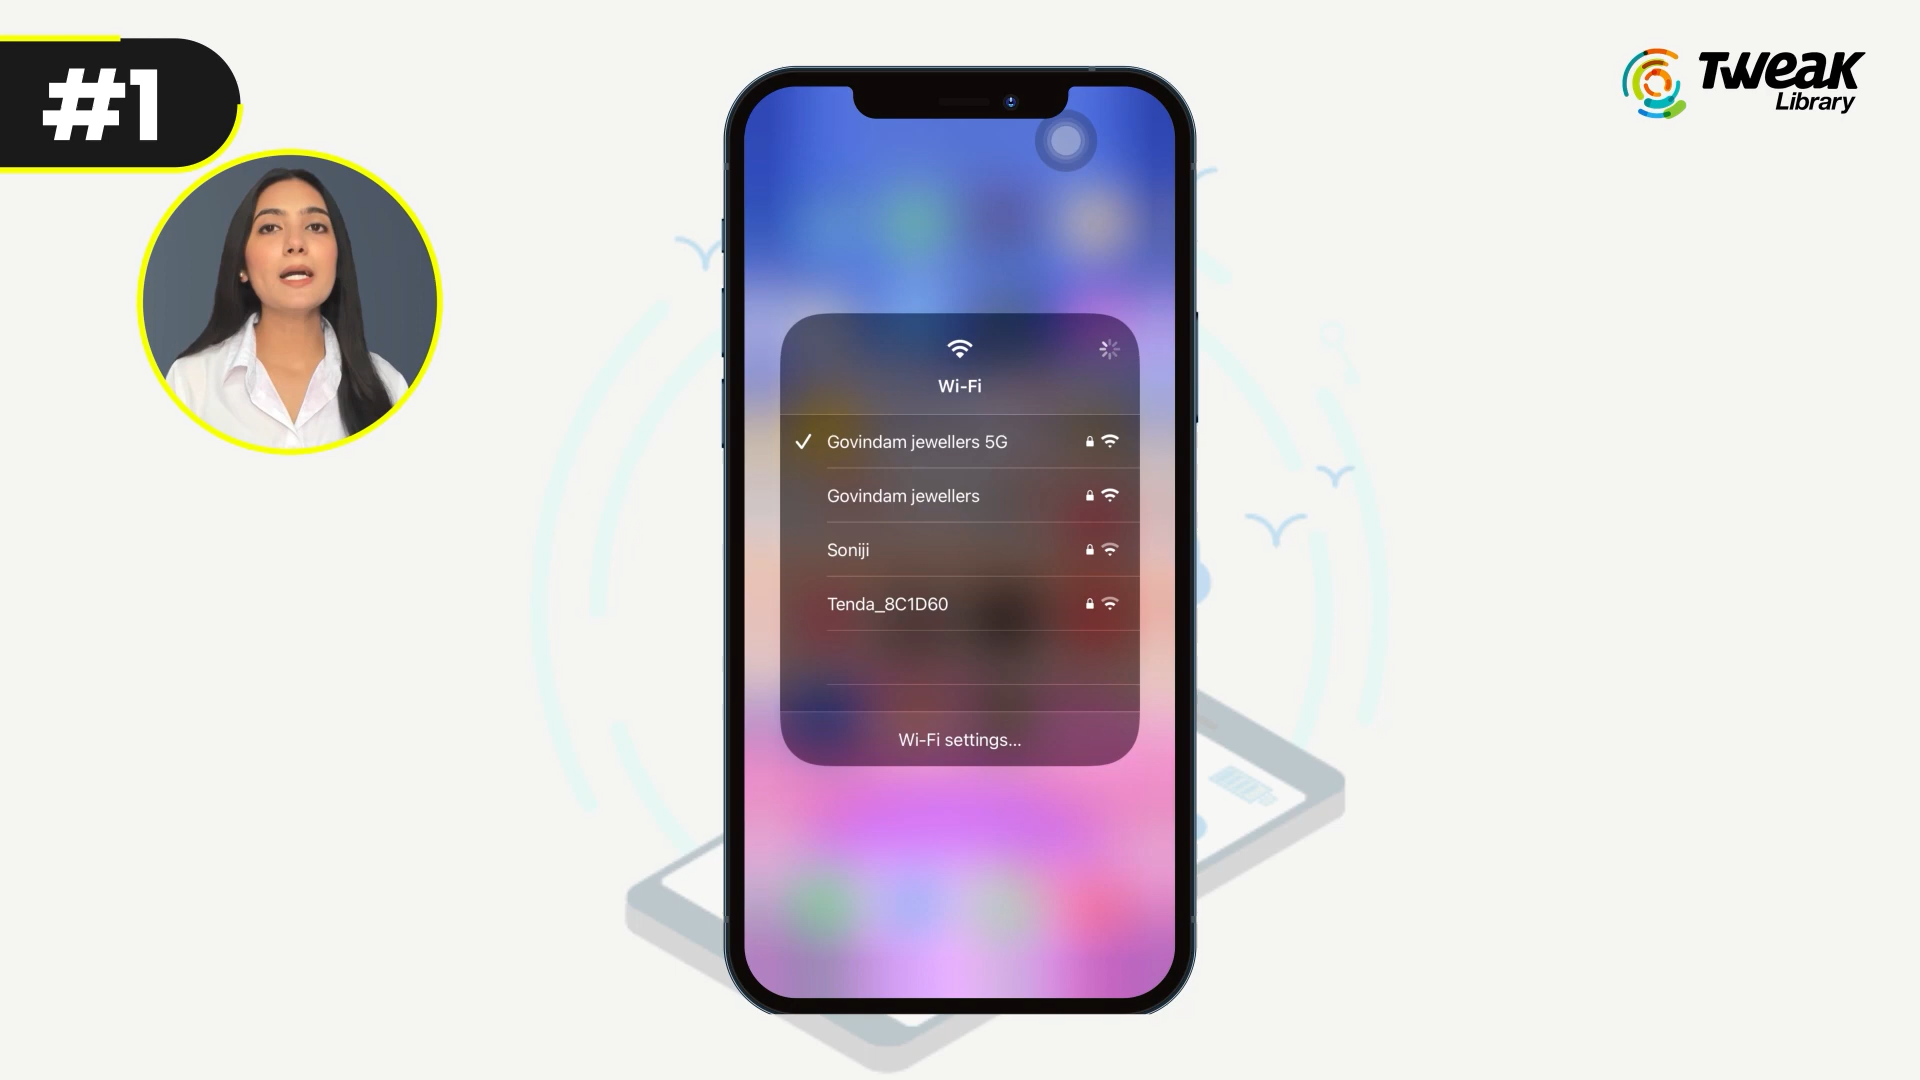 #1
Tweak
Library
Wi-Fi
Govindam jewellers 5G
Govindam jewellers
Soniji
Tenda_8C1D60
Wi-Fi settings...